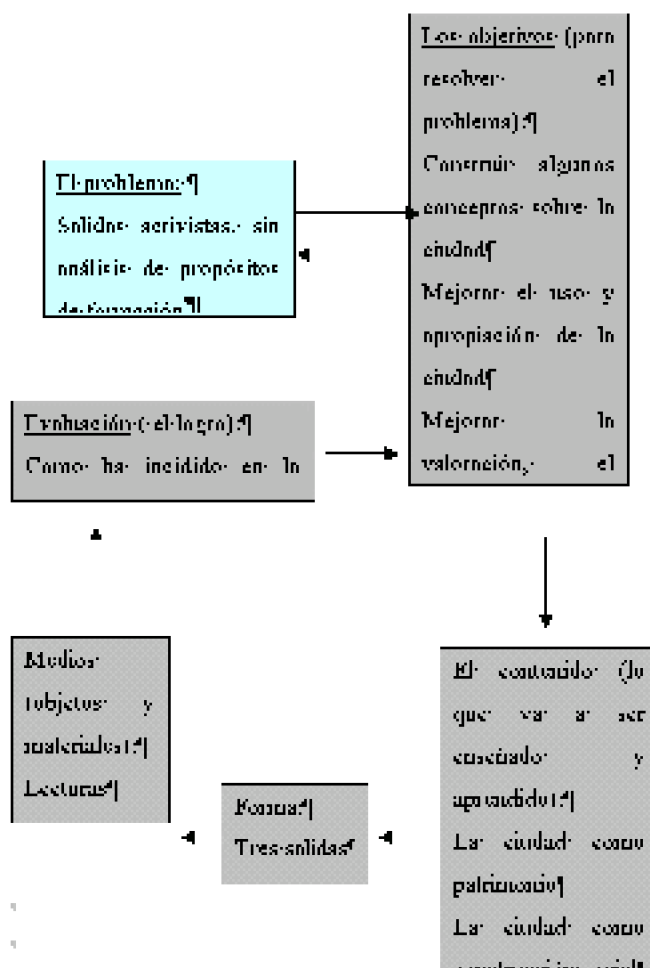 Los objetivos (para
resolver el
problema):¶
Construir algunos
conceptos sobre la
ciudad¶
Mejorar el uso y
apropiación de la
ciudad¶
Mejorar la
valoración, el
El problema:¶
Salidas activistas, sin
análisis de propósitos
de formación¶
Evaluación (el logro):¶
Como ha incidido en la
El contenido (lo
que va a ser
enseñado y
aprendido):¶
La ciudad como
patrimonio¶
La ciudad como
Forma:¶
Tres salidas¶
Medios
(objetos y
materiales):¶
Lecturas¶